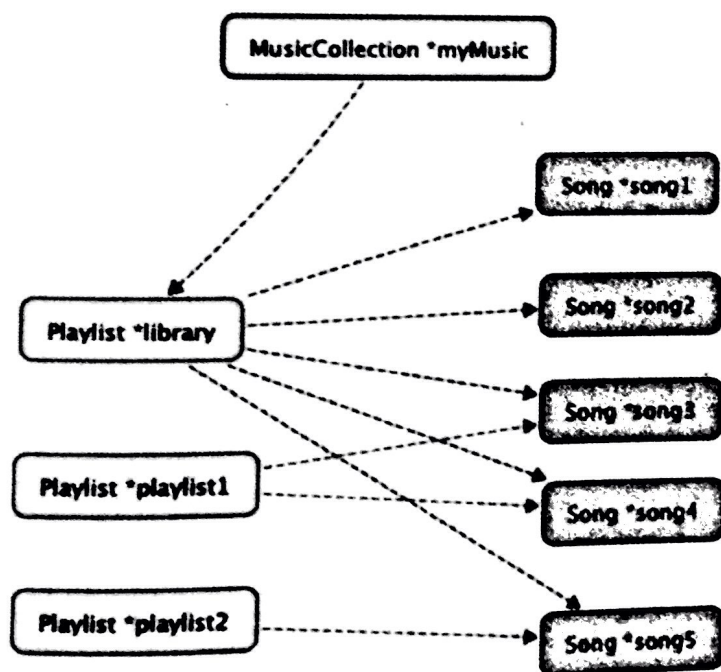 MusicCollection *myMusic
Song *song1
Song *song2
Playlist *library
Song *song3
Playlist *playlist1
Song *song4
Playlist *playlist2
Song *song5